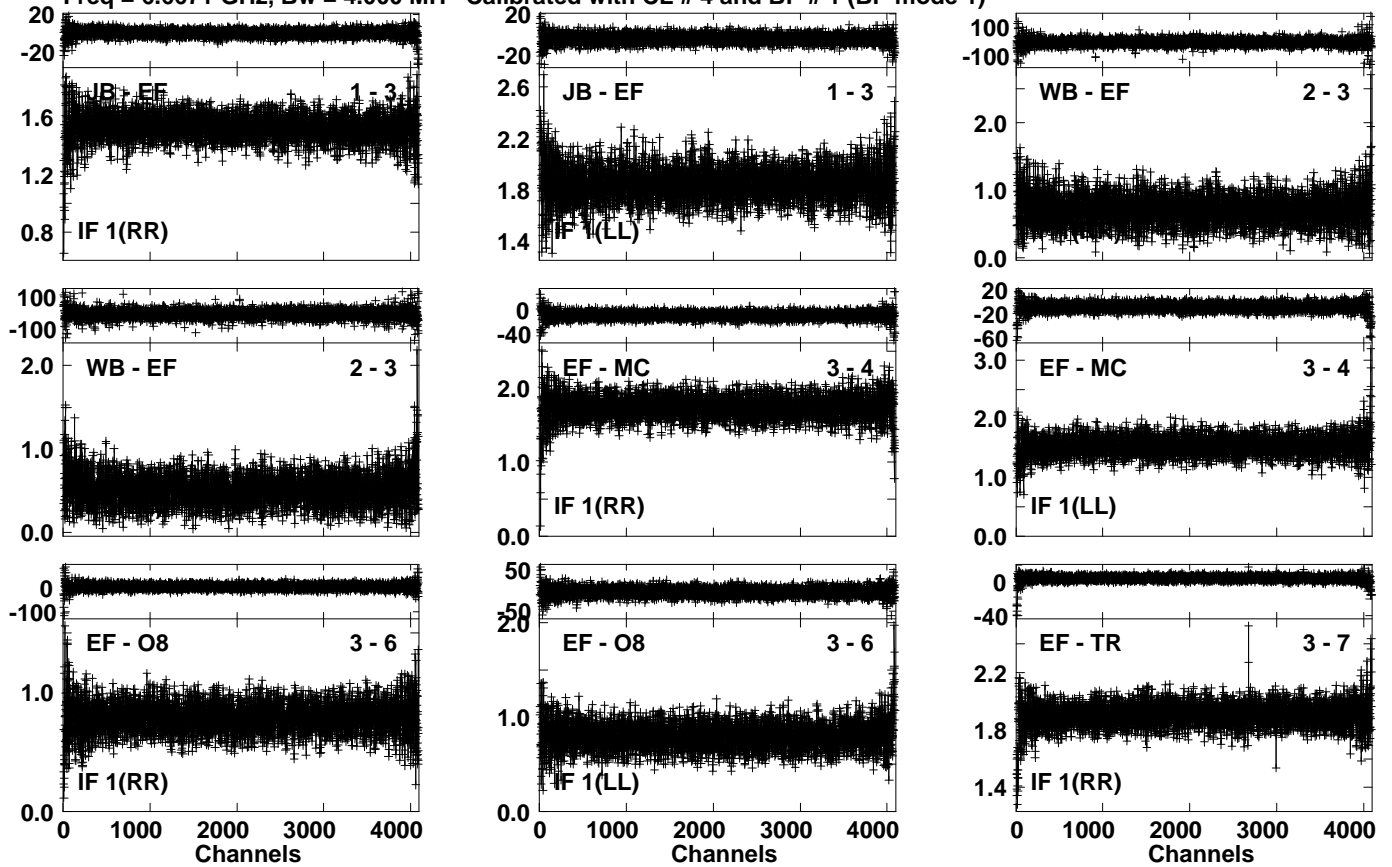 GHz, Bw = MH Calibrated with and (BP mode 1)
20
-20
JB - EF 1 - 3
1.6
1.2
0.8
IF 1(RR)
20
-20
JB - EF 1 - 3
2.6
2.2
1.8
1.4
IF 1(LL)
100
-100
WB - EF 2 - 3
2.0
1.0
0.0
100
-100
WB - EF 2 - 3
2.0
1.0
0.0
0
-40
EF - MC 3 - 4
2.0
1.0
0.0
IF 1(RR)
20
-20
-60
EF - MC 3 - 4
3.0
2.0
1.0
0.0
IF 1(LL)
0
-100
EF - O8 3 - 6
1.0
0.0
IF 1(RR)
0 1000 2000 3000 4000
Channels
50
-50
EF - O8 3 - 6
2.0
1.0
0.0
IF 1(LL)
0 1000 2000 3000 4000
Channels
0
-40
EF - TR 3 - 7
2.2
1.8
1.4
IF 1(RR)
0 1000 2000 3000 4000
Channels